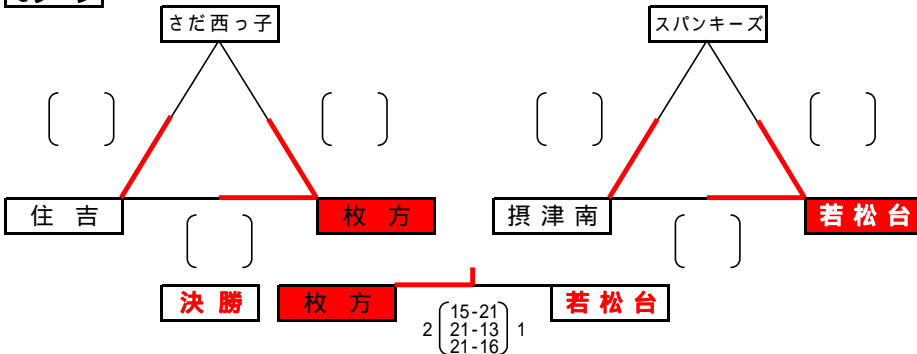 さだ西っ子 スパンキーズ
住吉 枚方 摂津南 若松台
決勝 枚方 2 15-21 21-13 21-16 1 若松台